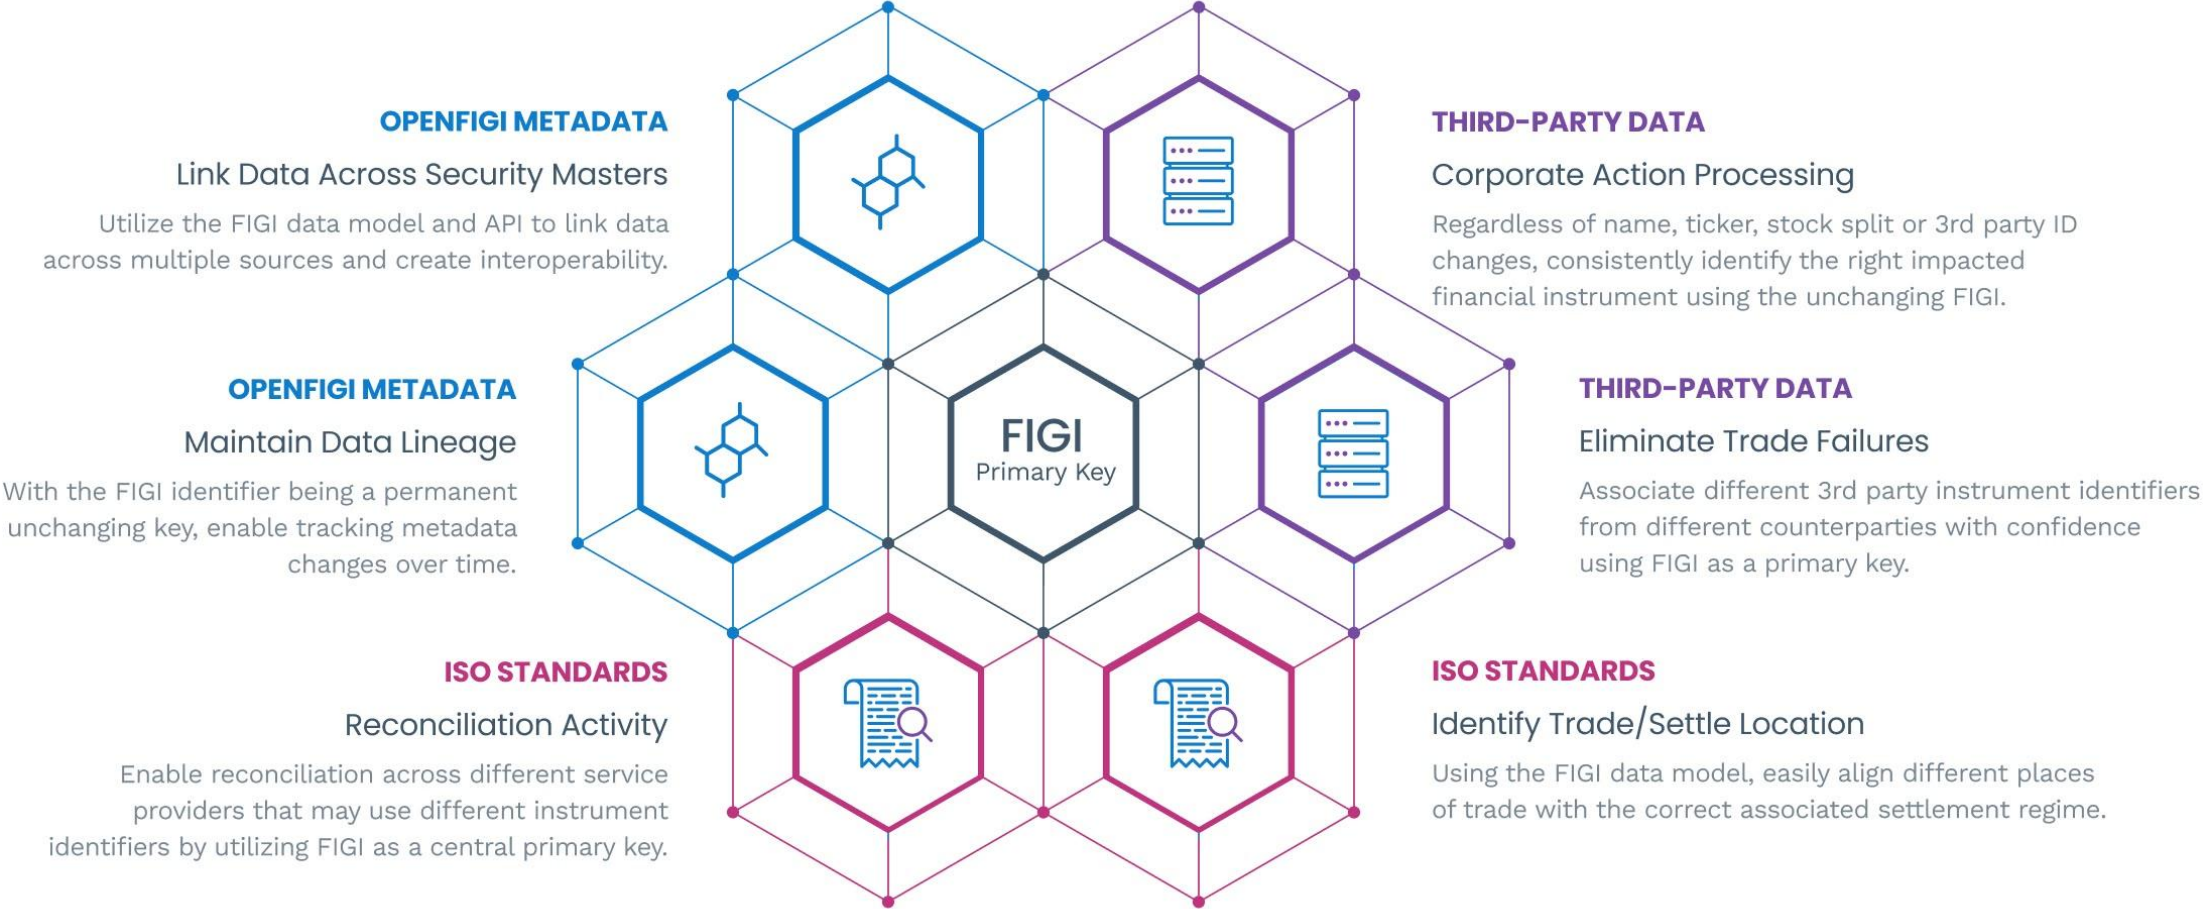 OPENFIGI METADATA
Link Data Across Security Masters
Utilize the FIGI data model and API to link data
across multiple sources and create interoperability.
THIRD-PARTY DATA
Corporate Action Processing
Regardless of name, ticker, stock split or 3rd party ID
changes, consistently identify the right impacted
financial instrument using the unchanging FIGI.
OPENFIGI METADATA
Maintain Data Lineage
With the FIGI identifier being a permanent
unchanging key, enable tracking metadata
changes over time.
FIGI
Primary Key
THIRD-PARTY DATA
Eliminate Trade Failures
Associate different 3rd party instrument identifiers
from different counterparties with confidence
using FIGI as a primary key.
ISO STANDARDS
Reconciliation Activity
Enable reconciliation across different service
providers that may use different instrument
identifiers by utilizing FIGI as a central primary key.
ISO STANDARDS
Identify Trade/Settle Location
Using the FIGI data model, easily align different places
of trade with the correct associated settlement regime.